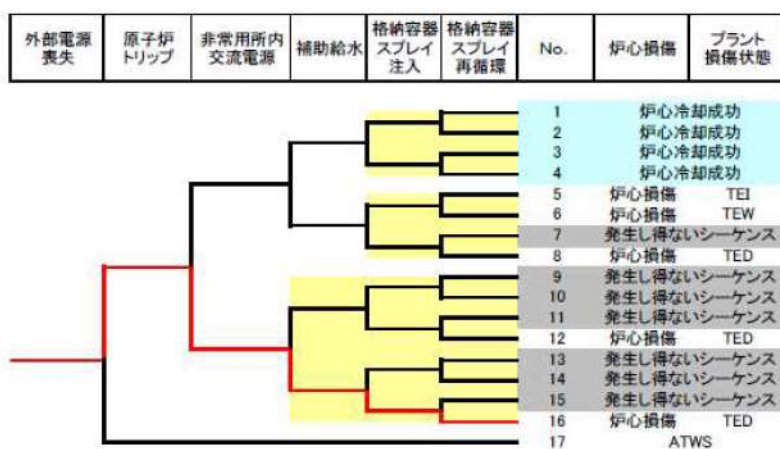 外部電源
喪失
原子炉
トリップ
非常用所内
交流電源
補助給水
格納容器
スプレイ
注入
格納容器
スプレイ
再循環
No.
炉心損傷
プラント
損傷状態
1 炉心冷却成功
2 炉心冷却成功
3 炉心冷却成功
4 炉心冷却成功
5 炉心損傷 TEI
6 炉心損傷 TEW
7 発生し得ないシーケンス
8 炉心損傷 TED
9 発生し得ないシーケンス
10 発生し得ないシーケンス
11 発生し得ないシーケンス
12 炉心損傷 TED
13 発生し得ないシーケンス
14 発生し得ないシーケンス
15 発生し得ないシーケンス
16 炉心損傷 TED
17 ATWS